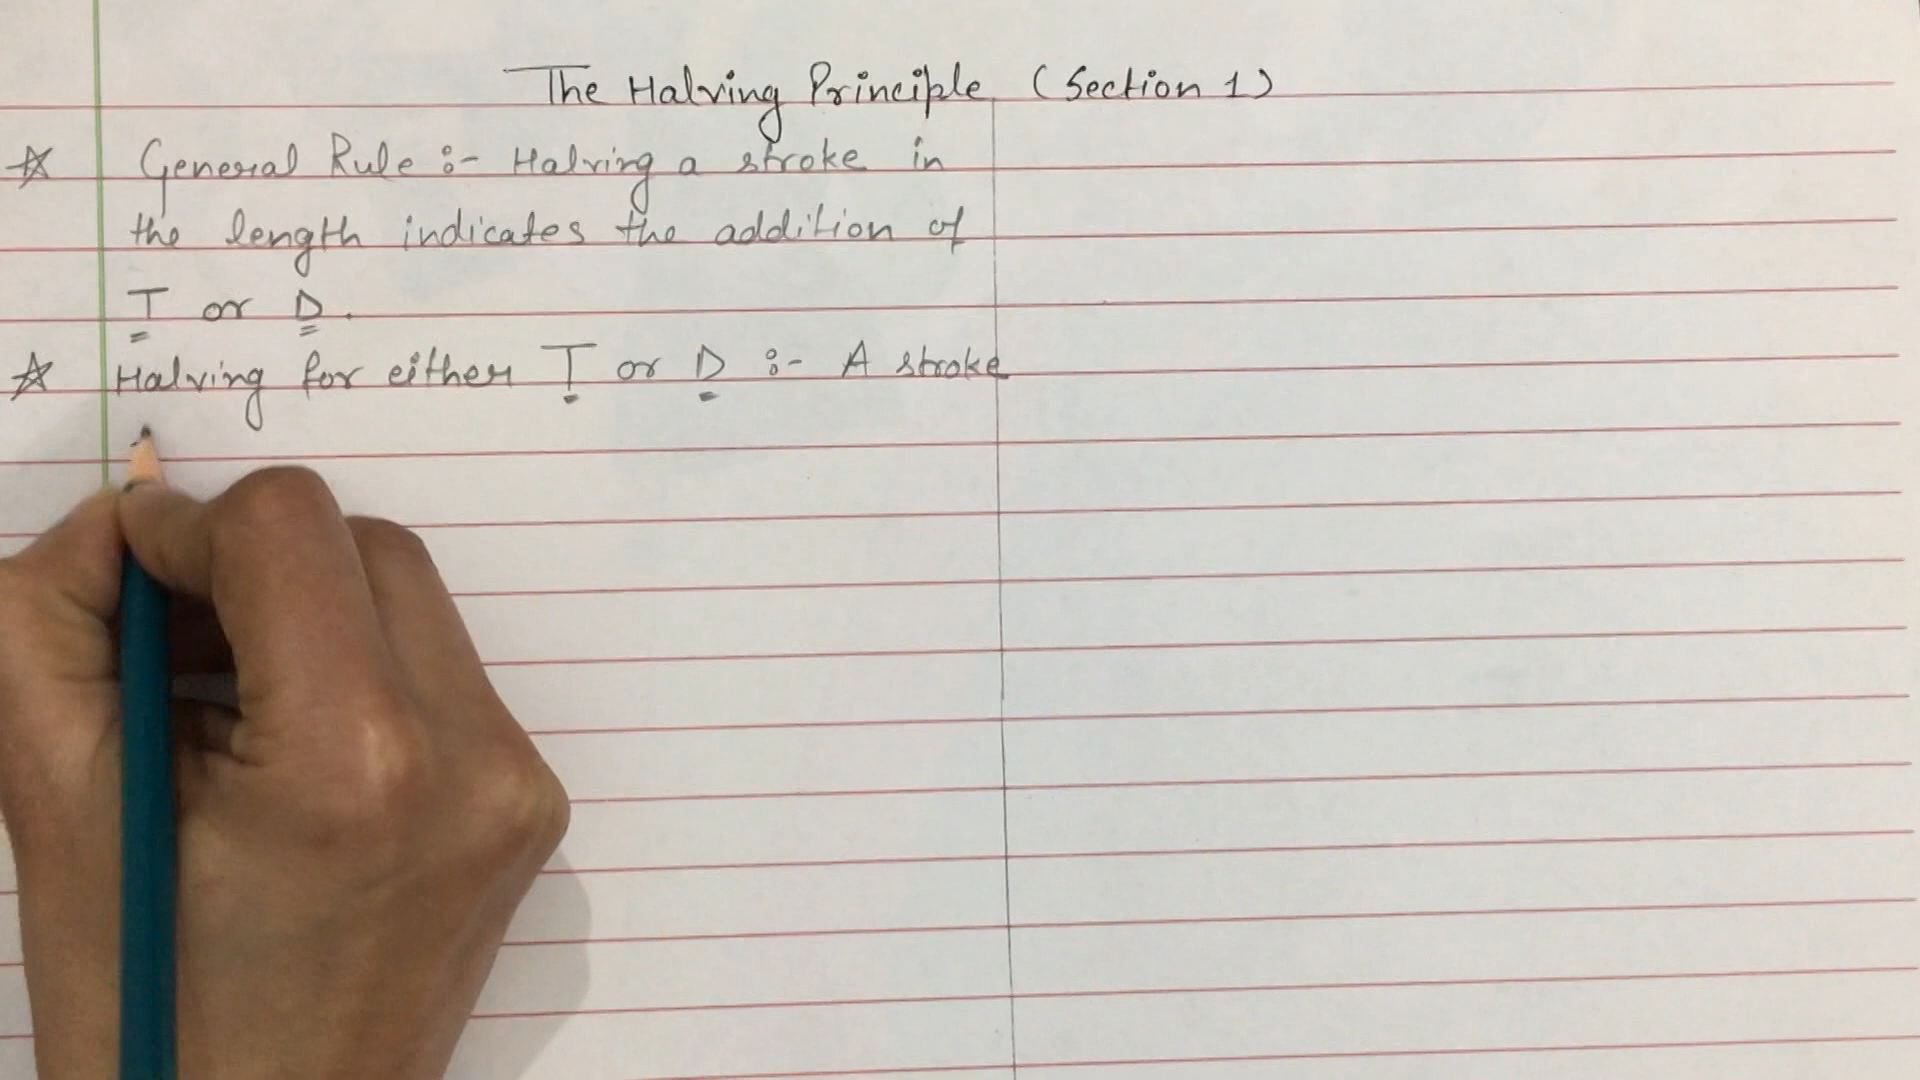 The Halving Principle (Section 1)
☆ General Rule :- Halving a stroke in
the length indicates the addition of
T or D.
☆ Halving for either T or D :- A stroke